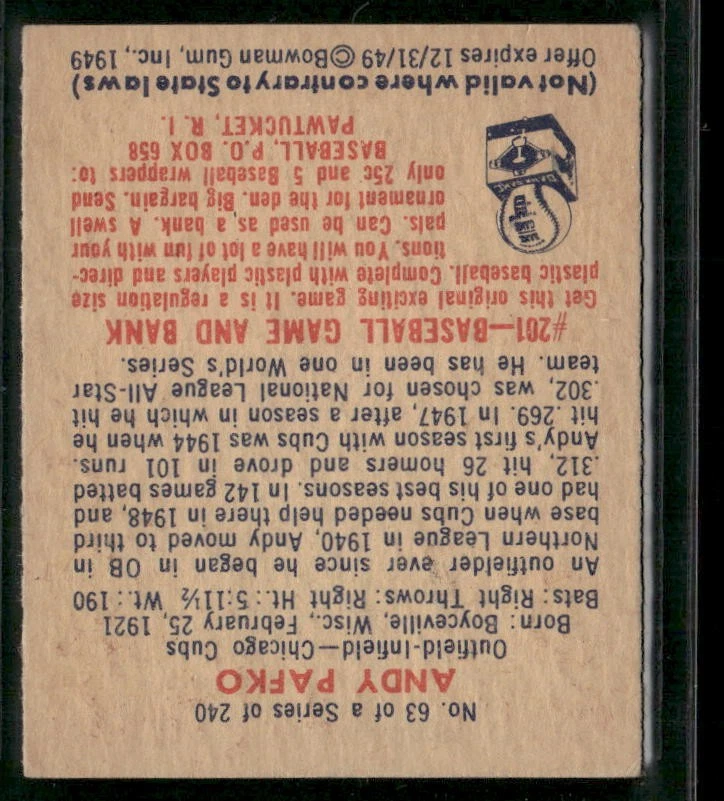 No. 63 of a Series of 240
ANDY PAFKO
Outfield-Infield—Chicago Cubs
Born: Boyceville, Wisc., February 25, 1921
Bats: Right Throws: Right Ht.: 5:11½ Wt.: 190
An outfielder ever since he began in OB in
Northern League in 1940, Andy moved to third
base when Cubs needed help there in 1948, and
had one of his best seasons. In 142 games batted
.312, hit 26 homers and drove in 101 runs.
Andy's first season with Cubs was 1944 when he
hit .269. In 1947, after a season in which he hit
.302, was chosen for National League All-Star
team. He has been in one World's Series.
#201—BASEBALL GAME AND BANK
Get this original exciting game. It is a regulation size
plastic baseball. Complete with plastic players and direc-
tions. You will have a lot of fun with your
pals. Can be used as a bank. A swell
ornament for the den. Big bargain. Send
only 25c and 5 Baseball wrappers to:
BASEBALL, P.O. BOX 658
PAWTUCKET, R. I.
(Not valid where contrary to State laws)
Offer expires 12/31/49 ©Bowman Gum, Inc., 1949